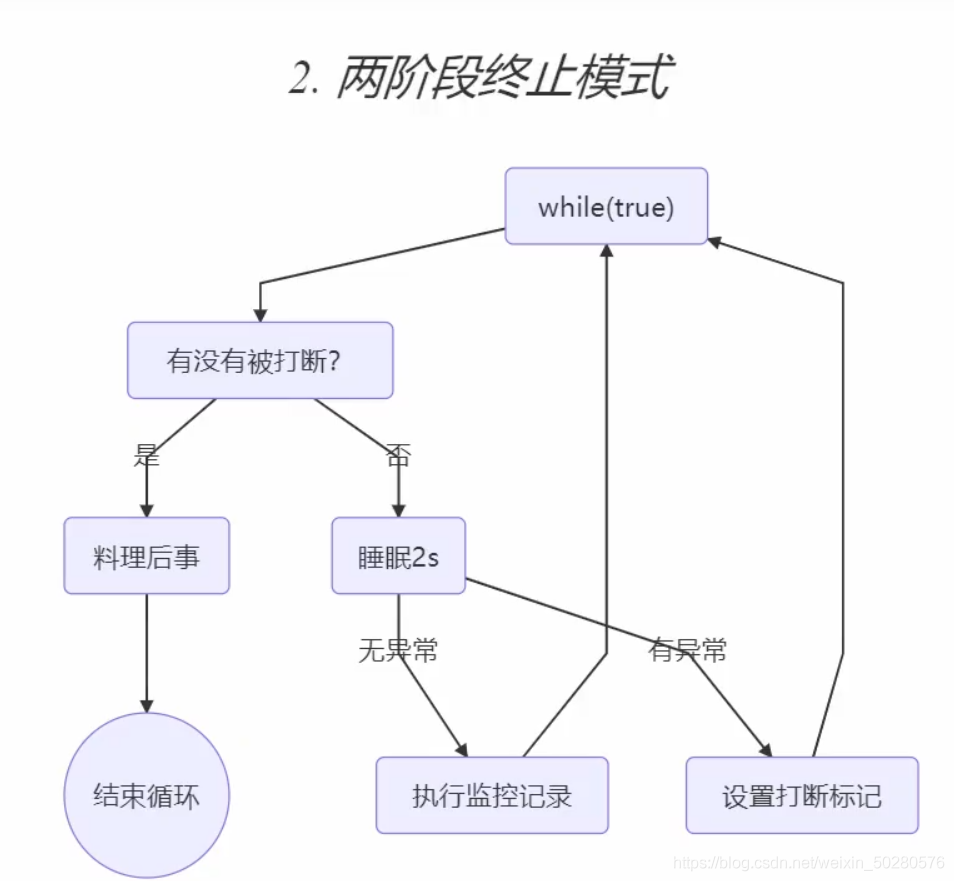 2. 两阶段终止模式
while(true)
有没有被打断?
是
否
料理后事
睡眠2s
无异常
有异常
结束循环
执行监控记录
设置打断标记
https://blog.csdn.net/weixin_50280576